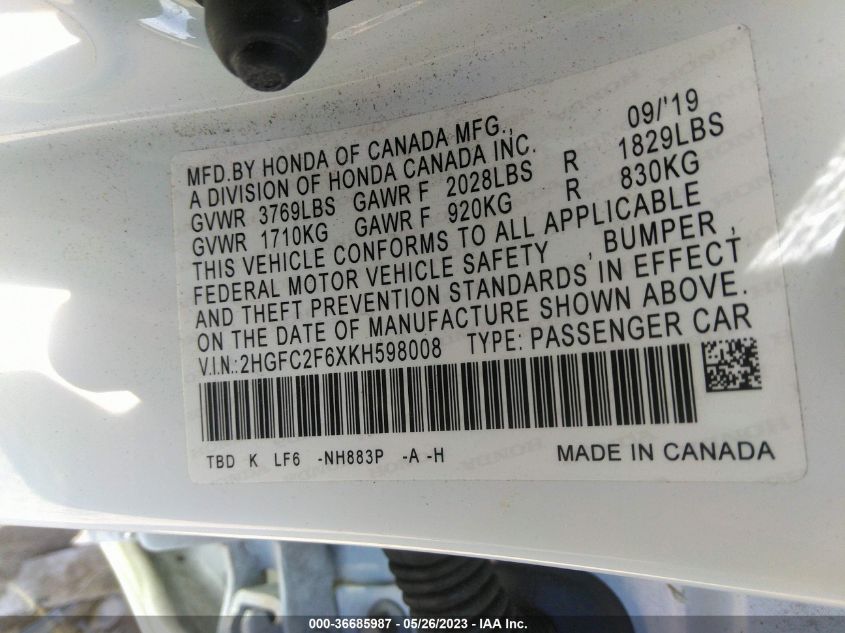 MFD.BY HONDA OF CANADA MFG., 09/'19
A DIVISION OF HONDA CANADA INC.
GVWR 3769LBS GAWR F 2028LBS R 1829LBS
GVWR 1710KG GAWR F 920KG R 830KG
THIS VEHICLE CONFORMS TO ALL APPLICABLE
FEDERAL MOTOR VEHICLE SAFETY , BUMPER ,
AND THEFT PREVENTION STANDARDS IN EFFECT
ON THE DATE OF MANUFACTURE SHOWN ABOVE.
V.I.N.:2HGFC2F6XKH598008 TYPE: PASSENGER CAR
TBD K LF6 -NH883P -A -H MADE IN CANADA
000-36685987 - 05/26/2023 - IAA Inc.